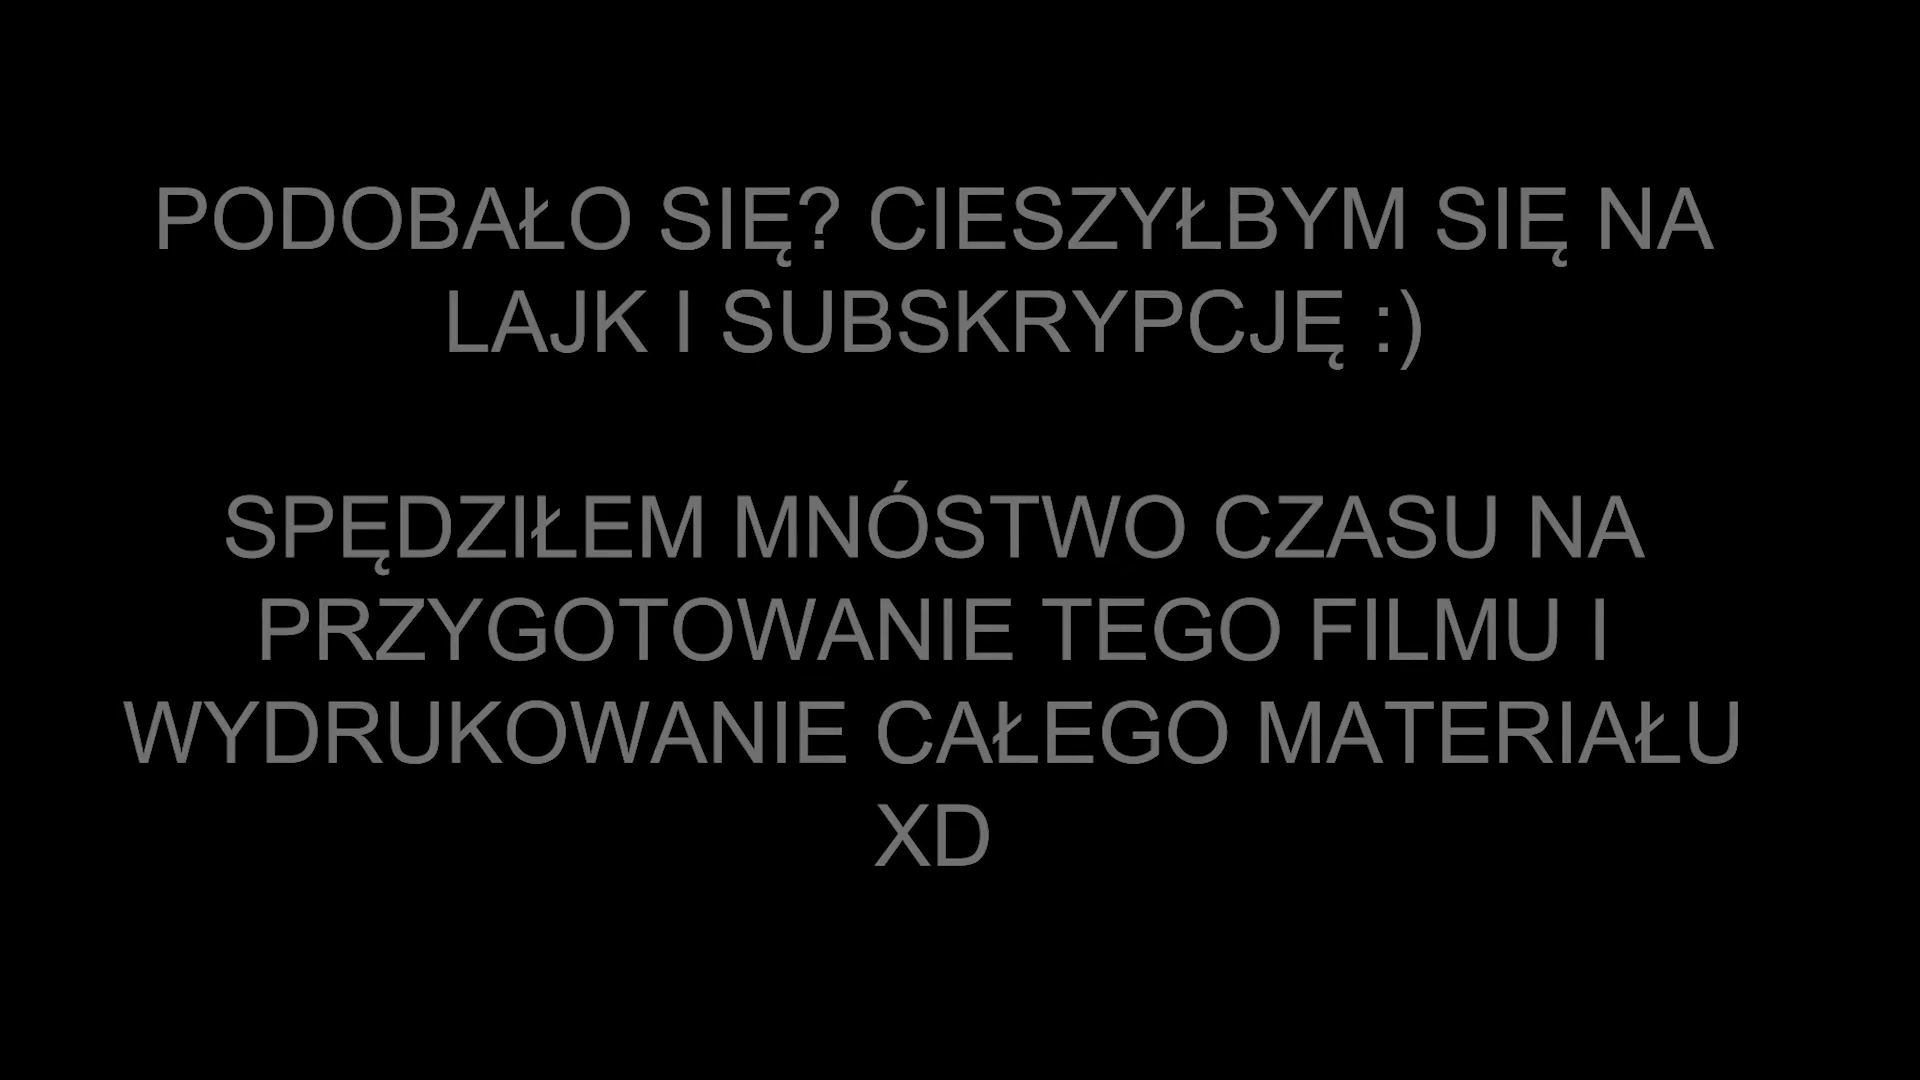 PODOBAŁO SIĘ? CIESZYŁBYM SIĘ NA
LAJK I SUBSKRYPCJĘ :)
SPĘDZIŁEM MNÓSTWO CZASU NA
PRZYGOTOWANIE TEGO FILMU I
WYDRUKOWANIE CAŁEGO MATERIAŁU
XD